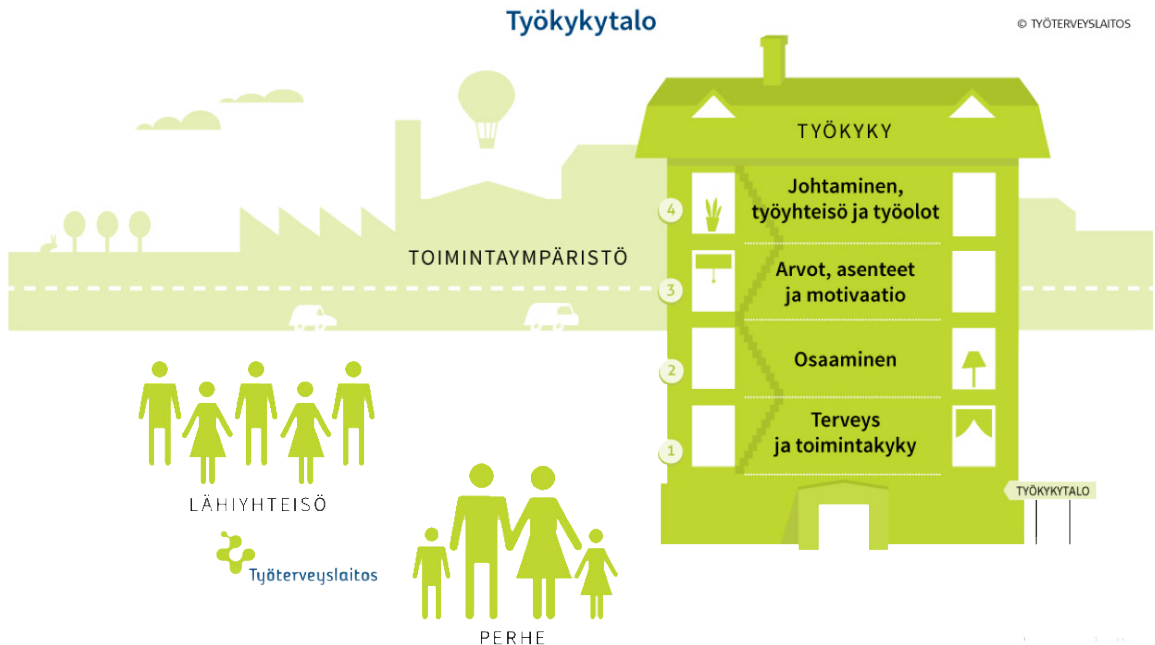 Työkykytalo
© TYÖTERVEYSLAITOS
TYÖKYKY
4
Johtaminen,
työyhteisö ja työolot
TOIMINTAYMPÄRISTÖ
3
Arvot, asenteet
ja motivaatio
2
Osaaminen
1
Terveys
ja toimintakyky
TYÖKYKYTALO
LÄHIYHTEISÖ
Työterveyslaitos
PERHE